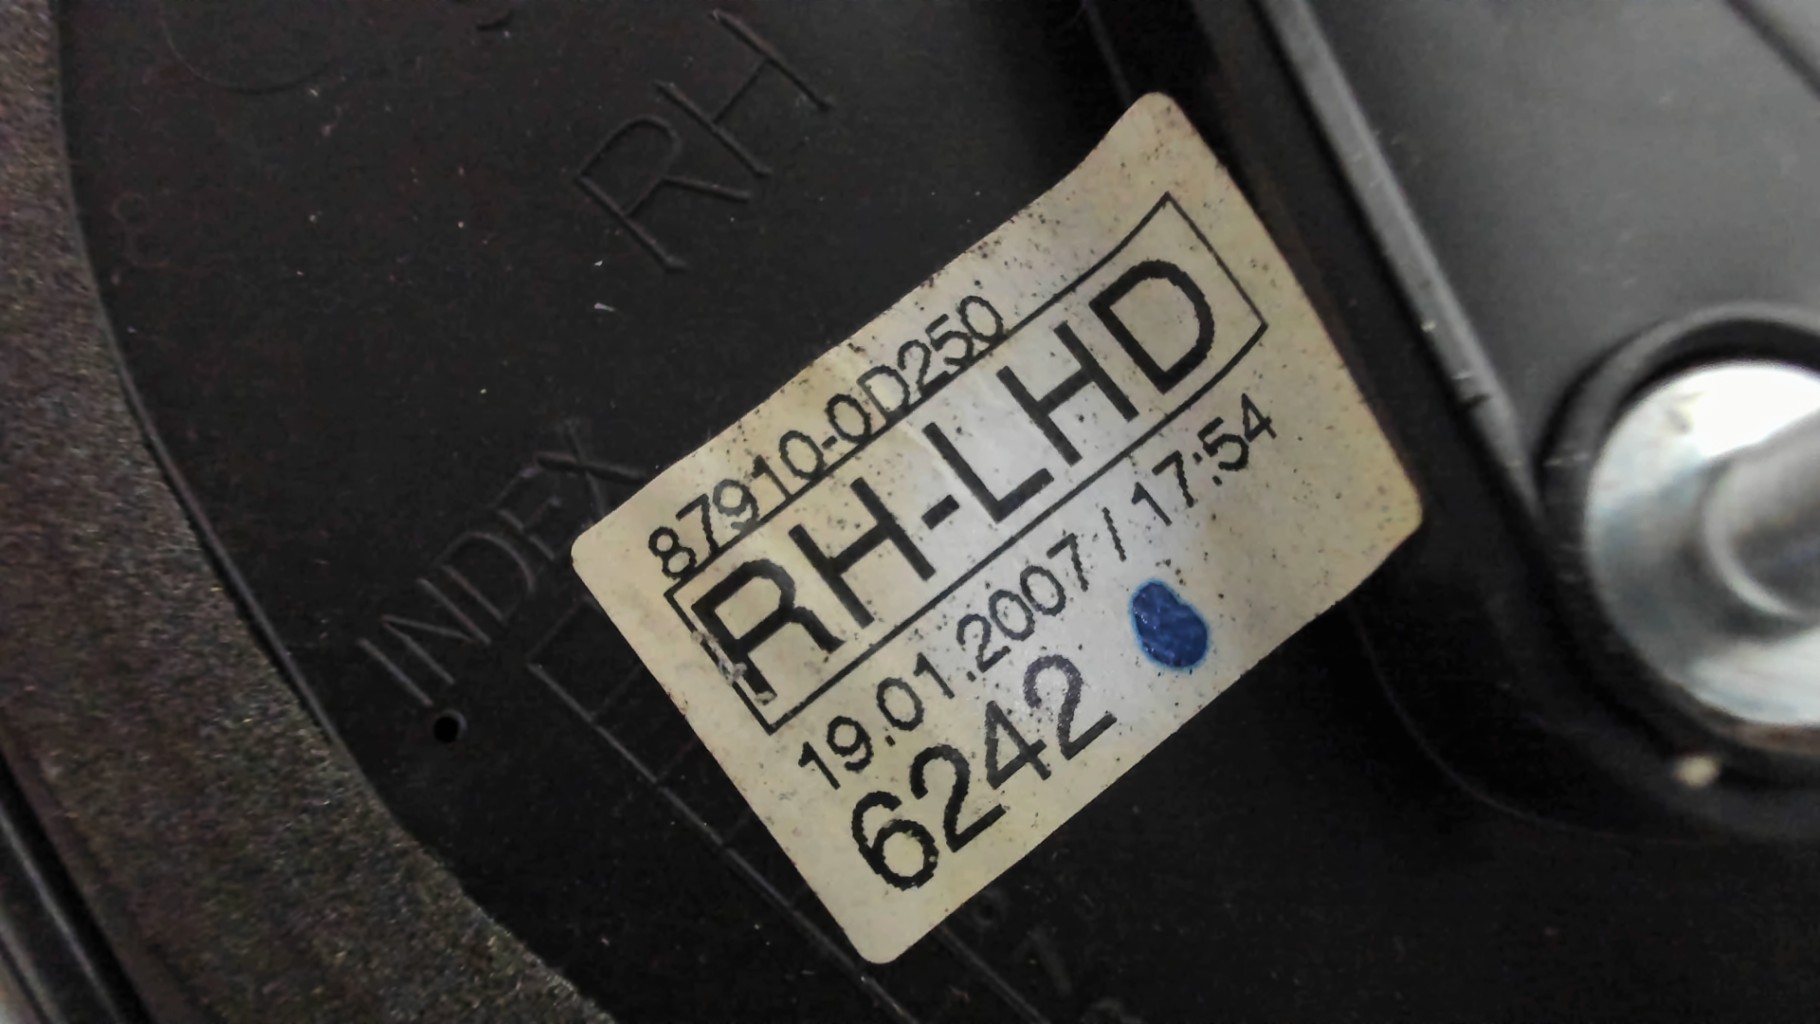 RH
INDEX
87910-0D250
RH-LHD
19.01.2007 / 17:54
6242